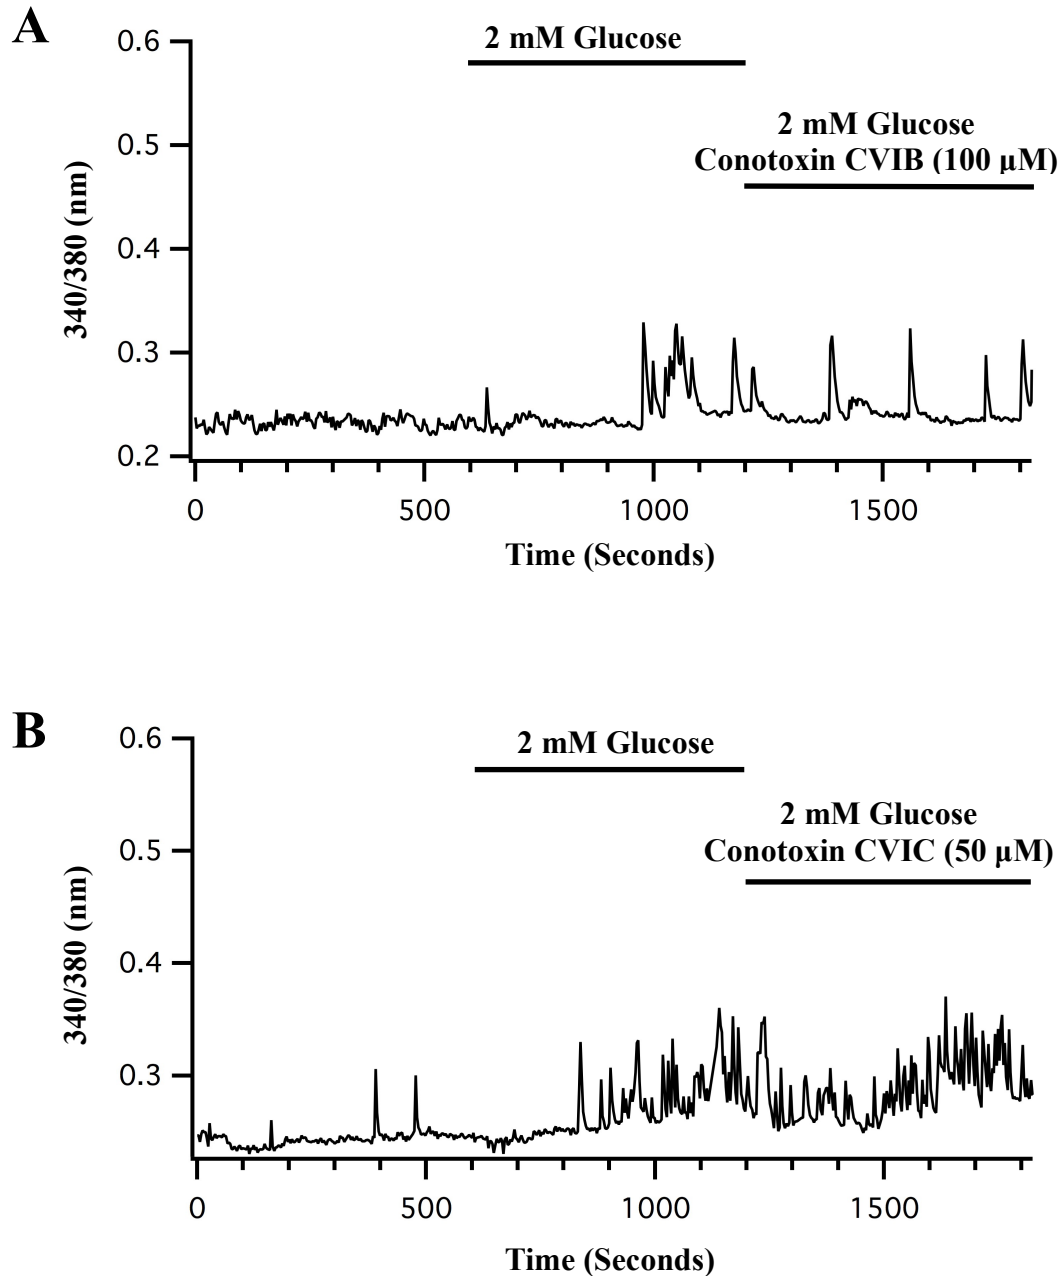 A
2 mM Glucose
2 mM Glucose
Conotoxin CVIB (100 µM)
0.6
0.5
0.4
0.3
0.2
340/380 (nm)
0 500 1000 1500
Time (Seconds)
B
2 mM Glucose
2 mM Glucose
Conotoxin CVIC (50 µM)
0.6
0.5
0.4
0.3
340/380 (nm)
0 500 1000 1500
Time (Seconds)